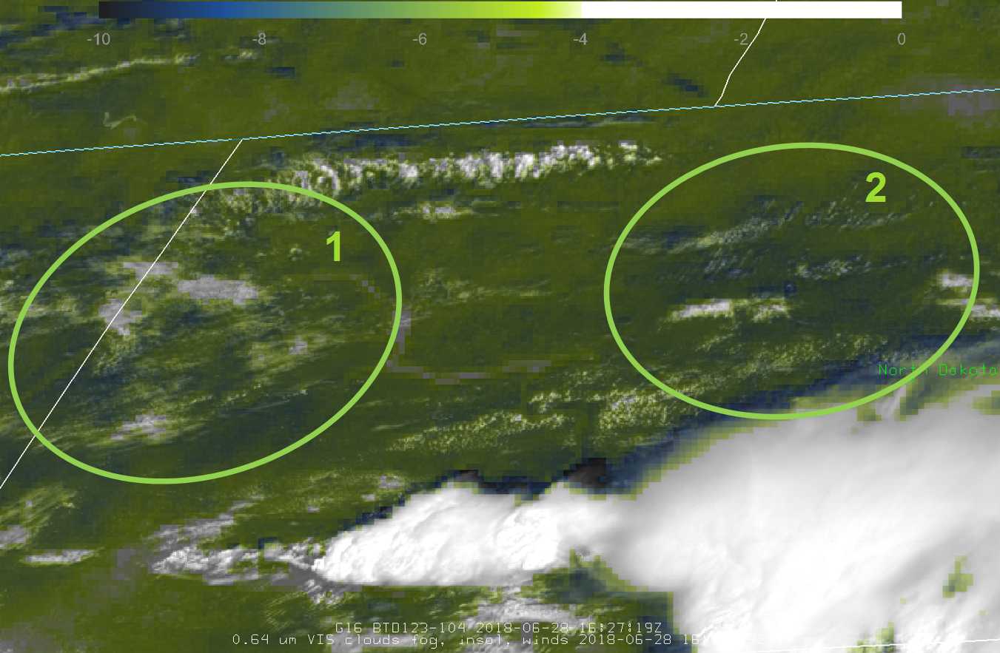 -10 -8 -6 -4 -2 0
2
1
North Dakota
G16 BTD123-104 2018-06-28-16:27:19Z
0.64 um VIS clouds fog, insol, winds 2018-06-28